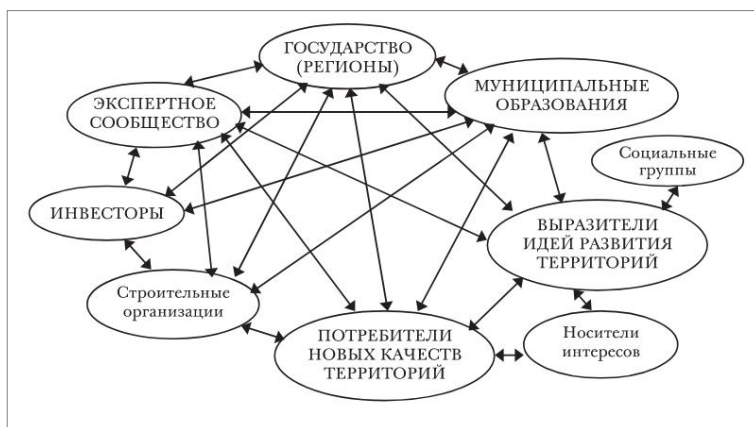 ГОСУДАРСТВО
(РЕГИОНЫ)
МУНИЦИПАЛЬНЫЕ
ОБРАЗОВАНИЯ
ЭКСПЕРТНОЕ
СООБЩЕСТВО
Социальные
группы
ИНВЕСТОРЫ
ВЫРАЗИТЕЛИ
ИДЕЙ РАЗВИТИЯ
ТЕРРИТОРИЙ
Строительные
организации
ПОТРЕБИТЕЛИ
НОВЫХ КАЧЕСТВ
ТЕРРИТОРИЙ
Носители
интересов